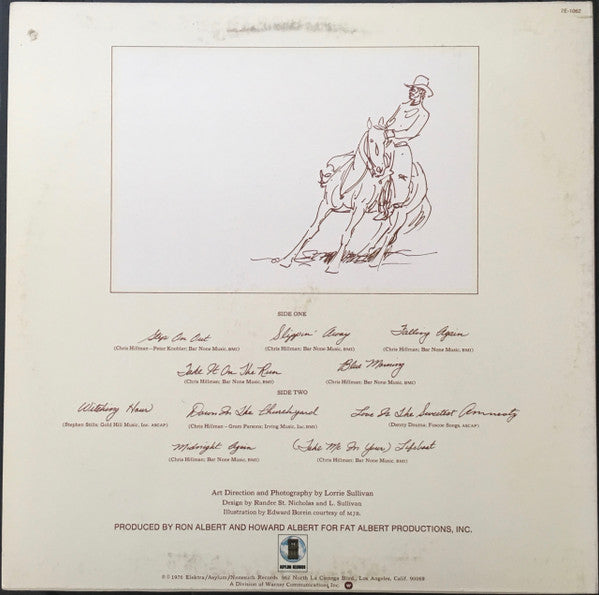 7E-1062
SIDE ONE
Step On Out Slippin' Away Falling Again
(Chris Hillman–Peter Knobler: Bar None Music, BMI) (Chris Hillman: Bar None Music, BMI) (Chris Hillman: Bar None Music, BMI)
Take It On The Run Blue Morning
(Chris Hillman: Bar None Music, BMI) (Chris Hillman: Bar None Music, BMI)
SIDE TWO
Witching Hour Down In The Churchyard Love Is The Sweetest Amnesty
(Stephen Stills: Gold Hill Music, Inc. ASCAP) (Chris Hillman – Gram Parsons; Irving Music, Inc. BMI) (Danny Douma: Songs, ASCAP)
Midnight Again (Take Me In Your) Lifeboat
(Chris Hillman: Bar None Music, BMI) (Chris Hillman: Bar None Music, BMI)
Art Direction and Photography by Lorrie Sullivan
Design by Randee St. Nicholas and L. Sullivan
Illustration by Edward Borein courtesy of MJB.
PRODUCED BY RON ALBERT AND HOWARD ALBERT FOR FAT ALBERT PRODUCTIONS, INC.
ASYLUM RECORDS
℗ © 1976 Elektra/Asylum/Nonesuch Records 962 North La Cienega Blvd., Los Angeles, Calif. 90069
A Division of Warner Communications, Inc.